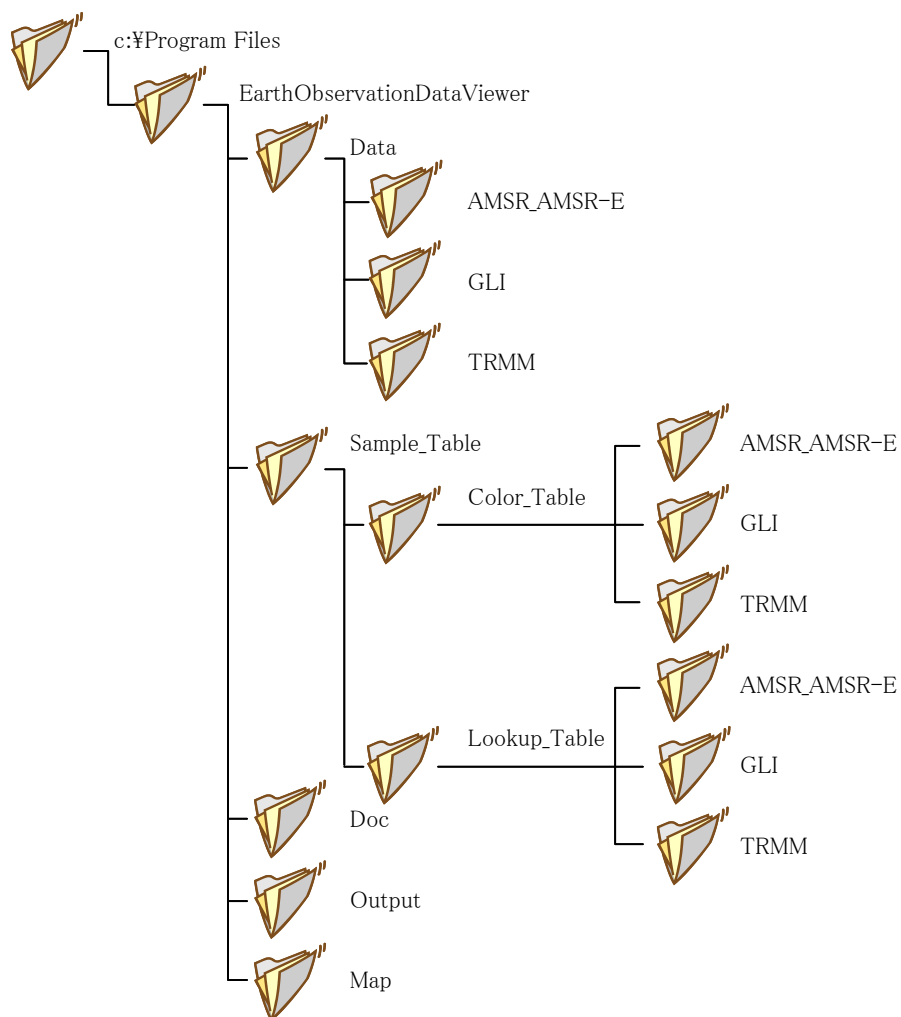 c:¥Program Files
EarthObservationDataViewer
Data
AMSR_AMSR-E
GLI
TRMM
Sample_Table
Color_Table
AMSR_AMSR-E
GLI
TRMM
Lookup_Table
AMSR_AMSR-E
GLI
TRMM
Doc
Output
Map